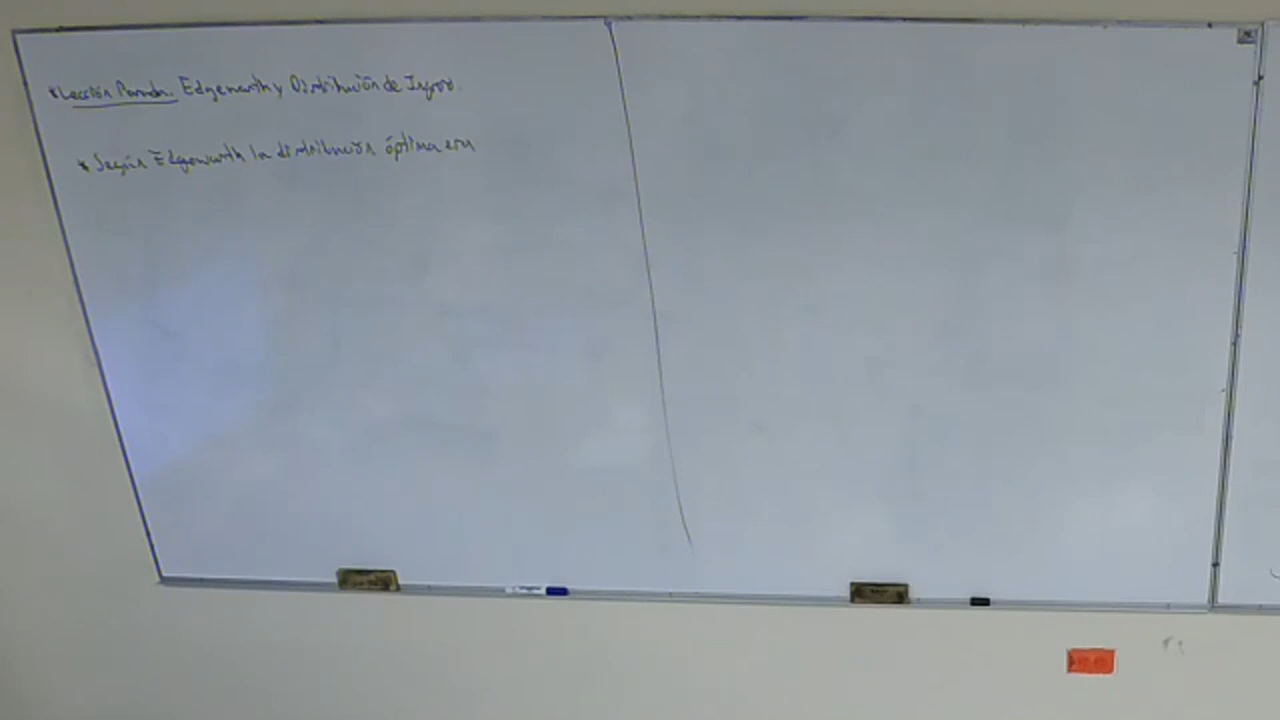 * Lección Pasada. Edgeworth y Distribución de Ingreso.
* Según Edgeworth la distribución óptima era